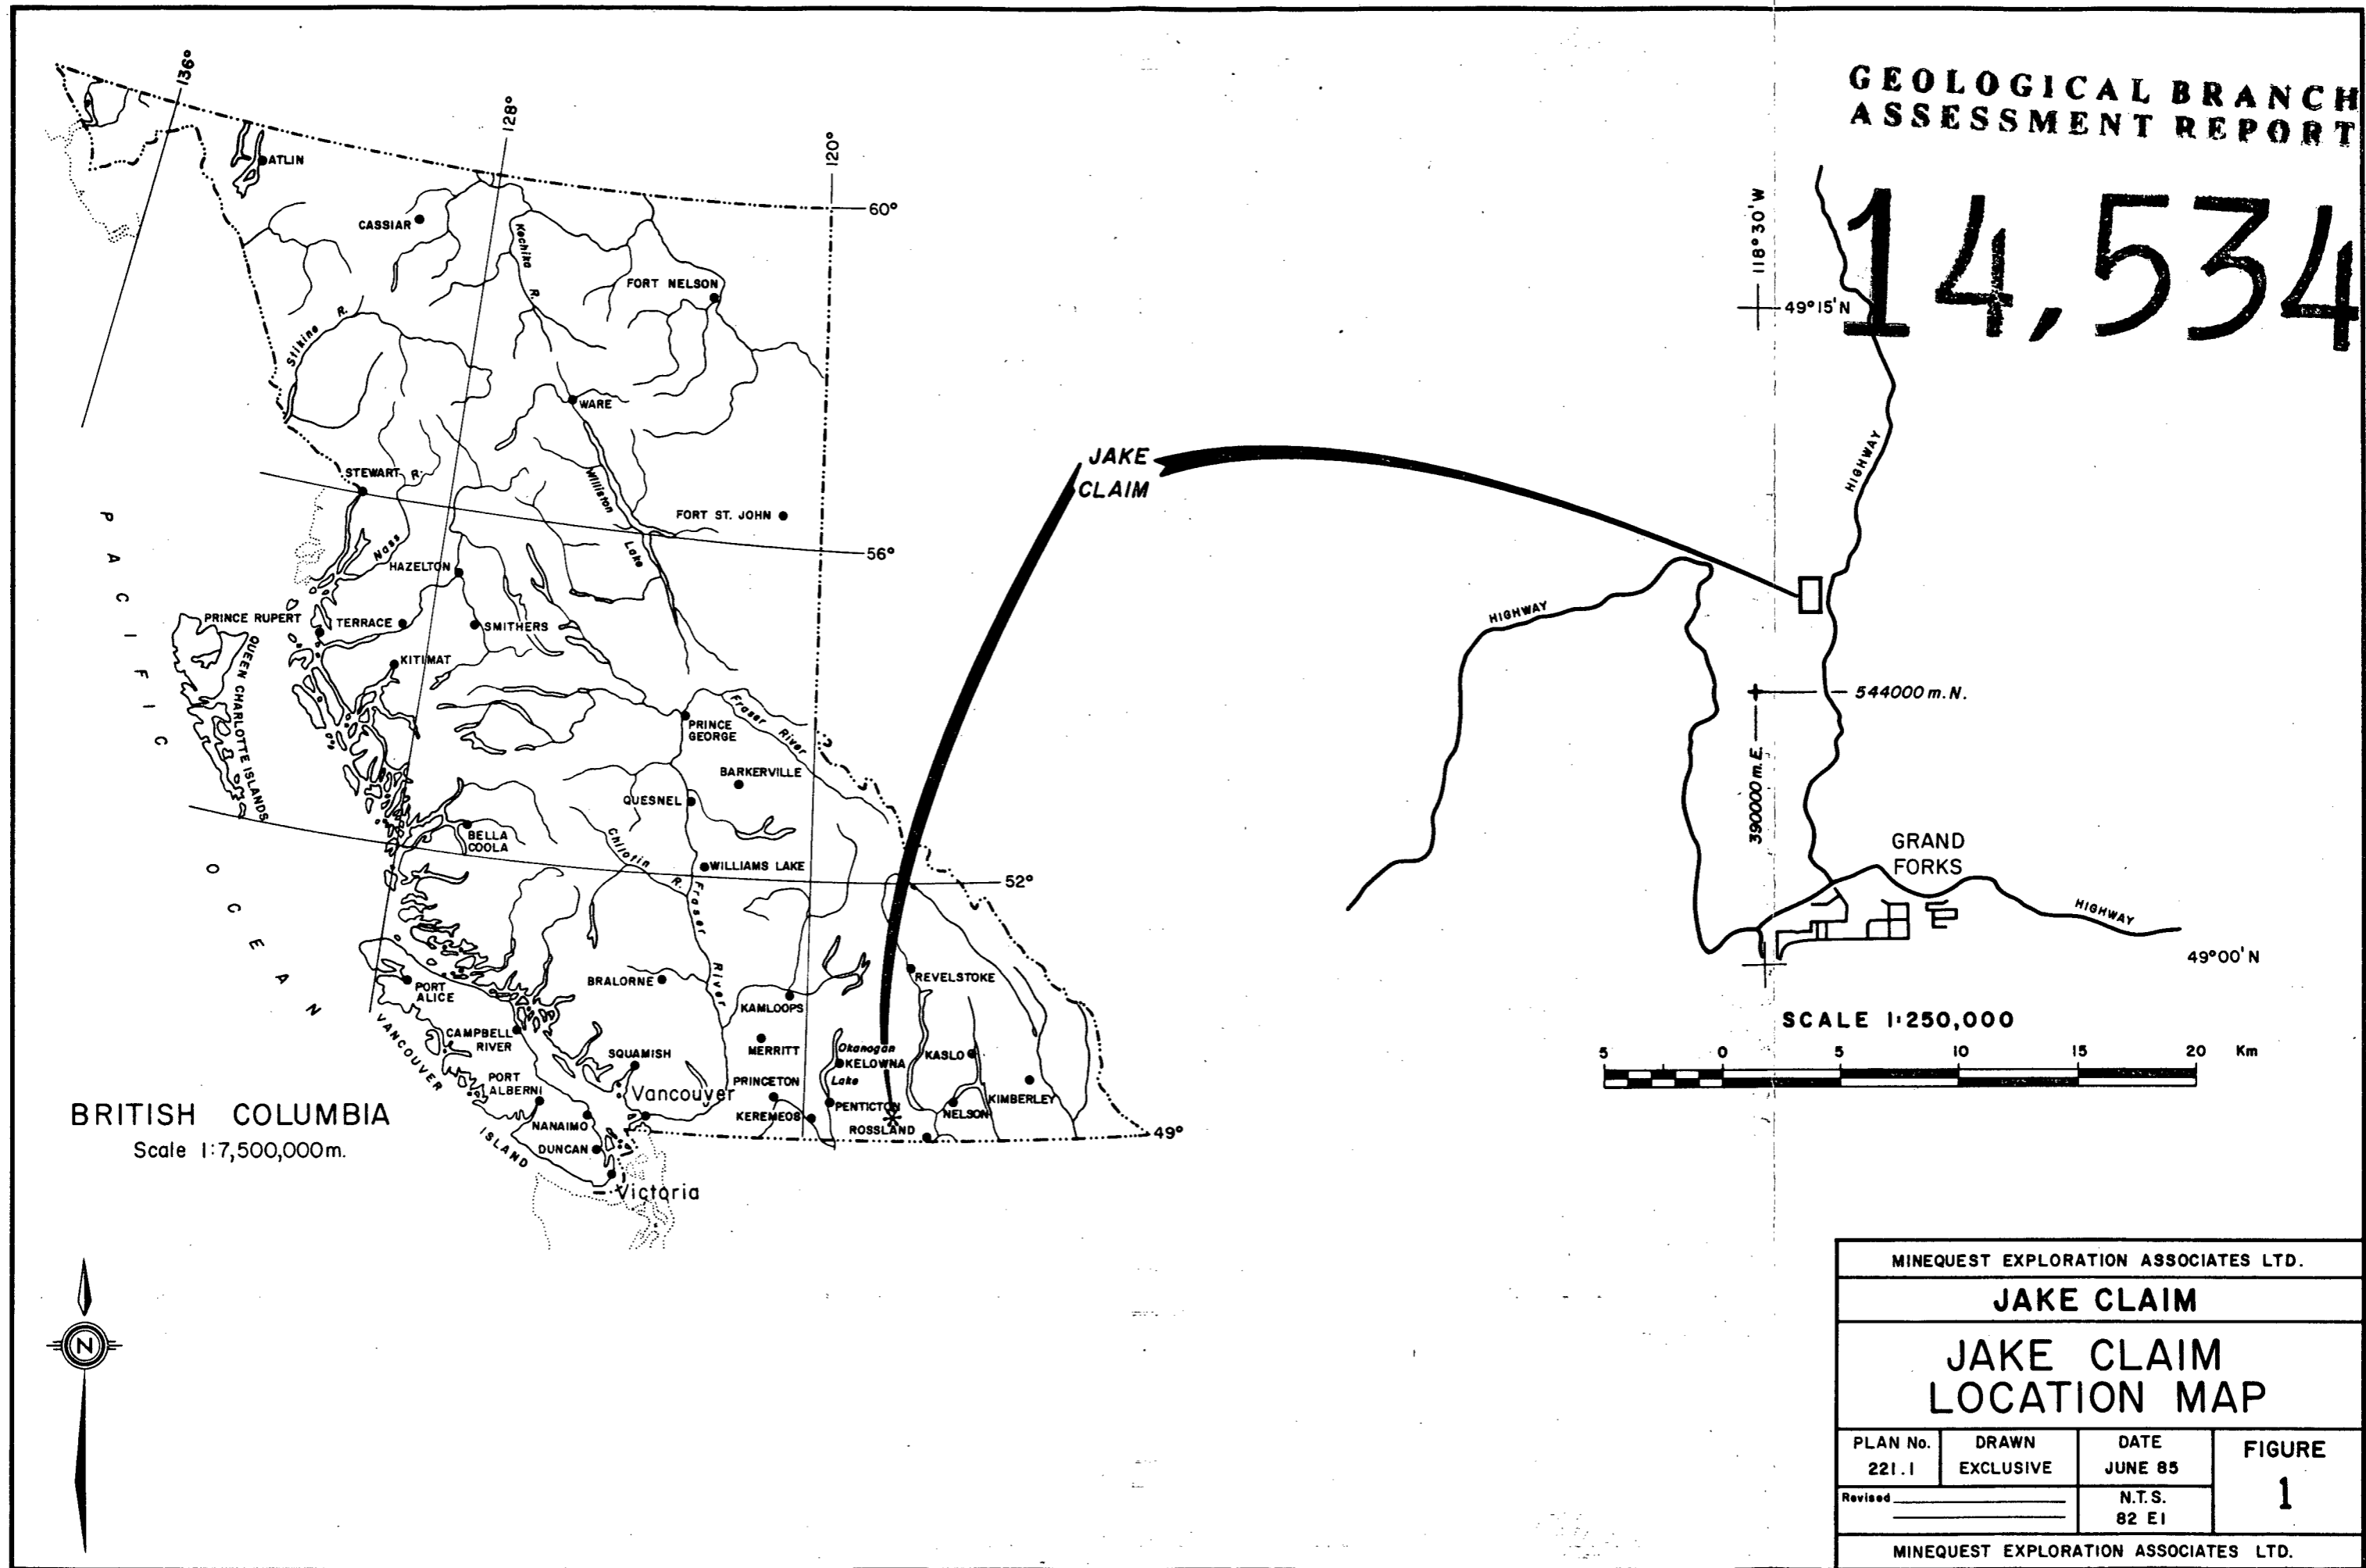 GEOLOGICAL BRANCH
ASSESSMENT REPORT
14,534
136°
128°
120°
ATLIN
60°
CASSIAR
Kechika R.
FORT NELSON
Stikine R.
WARE
STEWART
Nass R.
Williston Lake
FORT ST. JOHN
56°
HAZELTON
PRINCE RUPERT
TERRACE
SMITHERS
KITIMAT
QUEEN CHARLOTTE ISLANDS
PACIFIC OCEAN
PRINCE
GEORGE
Fraser River
BARKERVILLE
QUESNEL
BELLA
COOLA
Chilotin R.
WILLIAMS LAKE
52°
Fraser River
PORT
ALICE
BRALORNE
REVELSTOKE
KAMLOOPS
VANCOUVER ISLAND
CAMPBELL
RIVER
MERRITT
SQUAMISH
Okanogan
Lake
KELOWNA
KASLO
PORT
ALBERNI
Vancouver
PRINCETON
KIMBERLEY
PENTICTON
NELSON
KEREMEOS
NANAIMO
ROSSLAND
49°
DUNCAN
Victoria
BRITISH COLUMBIA
Scale 1:7,500,000m.
N
JAKE
CLAIM
118°30'W
49°15'N
HIGHWAY
HIGHWAY
544000 m.N.
390000 m.E.
GRAND
FORKS
HIGHWAY
49°00'N
SCALE 1:250,000
5 0 5 10 15 20 Km
MINEQUEST EXPLORATION ASSOCIATES LTD.
JAKE CLAIM
JAKE CLAIM
LOCATION MAP
PLAN No.
221.1
DRAWN
EXCLUSIVE
DATE
JUNE 85
FIGURE
1
Revised
N.T.S.
82 E1
MINEQUEST EXPLORATION ASSOCIATES LTD.